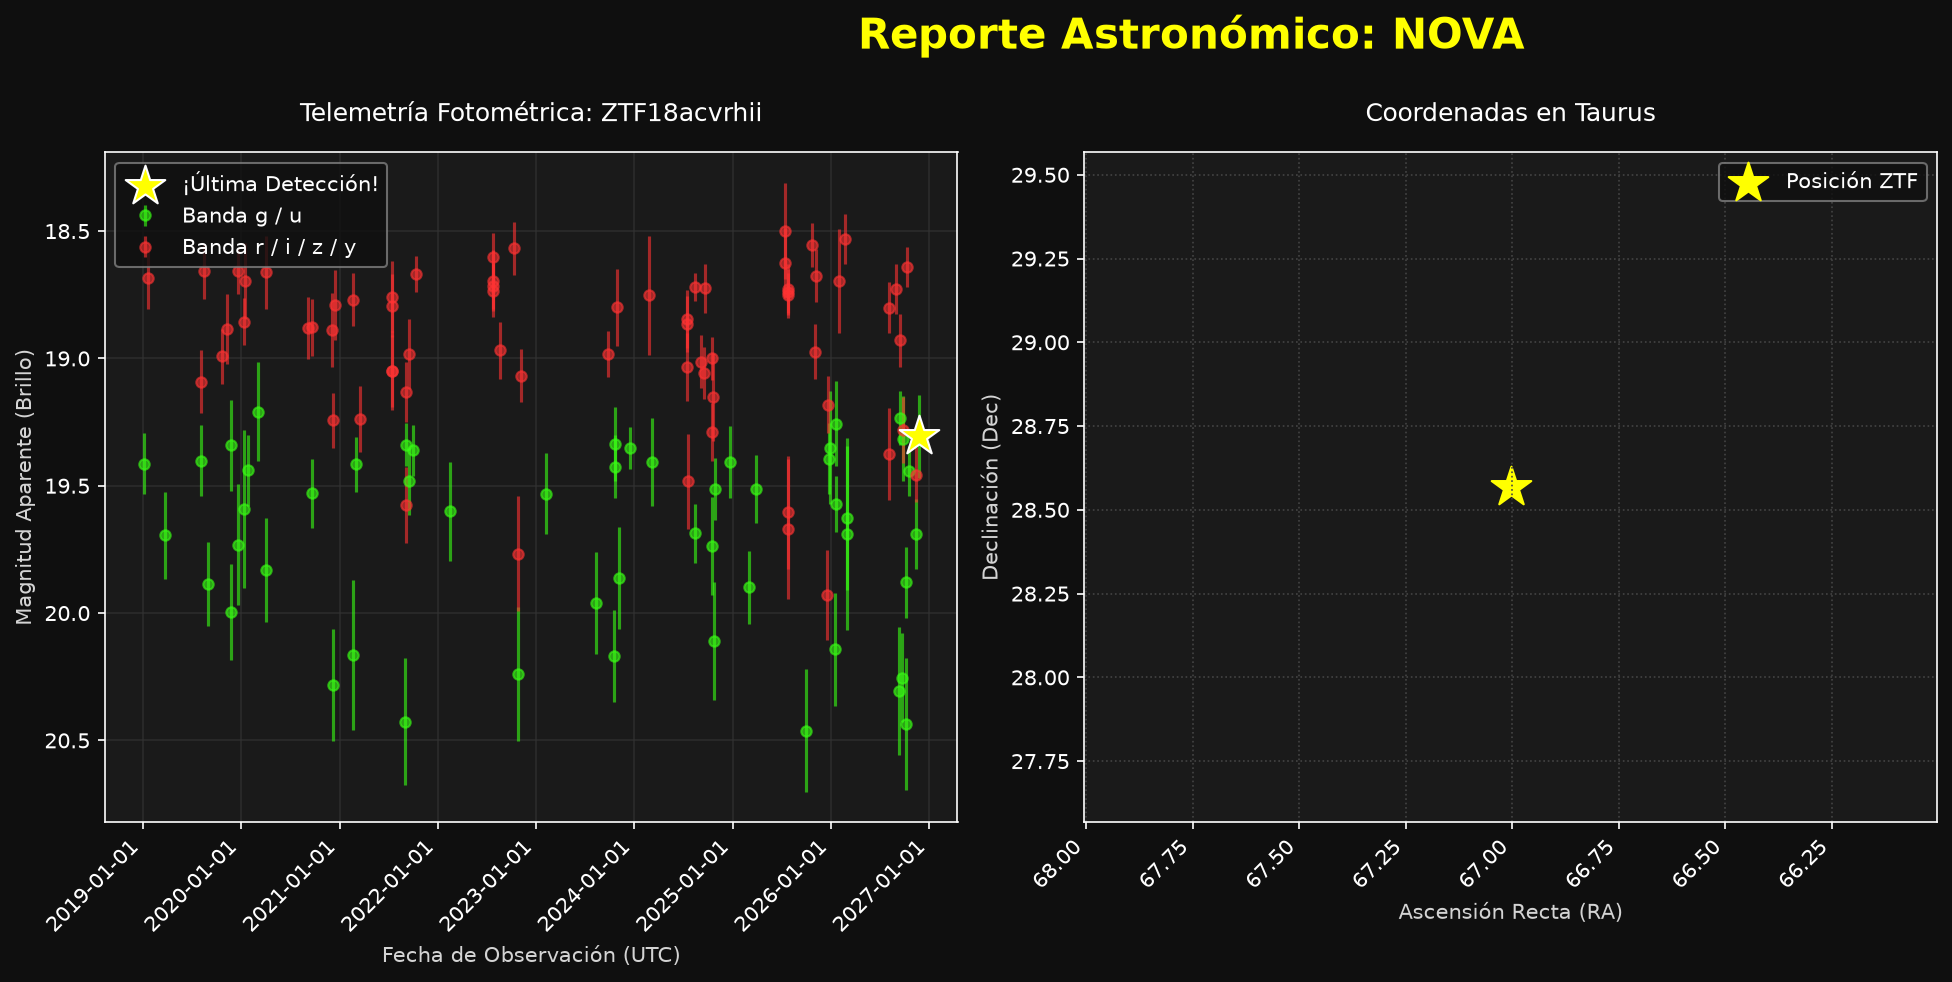 Reporte Astronómico: NOVA
Telemetría Fotométrica: ZTF18acvrhii
¡Última Detección!
Banda g / u
Banda r / i / z / y
Magnitud Aparente (Brillo)
18.5
19.0
19.5
20.0
20.5
2019-01-01
2020-01-01
2021-01-01
2022-01-01
2023-01-01
2024-01-01
2025-01-01
2026-01-01
2027-01-01
Fecha de Observación (UTC)
Coordenadas en Taurus
Posición ZTF
Declinación (Dec)
29.50
29.25
29.00
28.75
28.50
28.25
28.00
27.75
68.00
67.75
67.50
67.25
67.00
66.75
66.50
66.25
Ascensión Recta (RA)